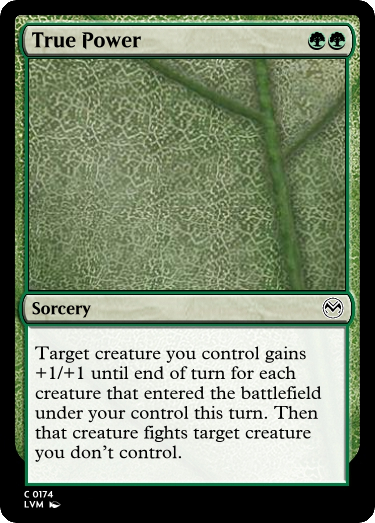 True Power
Sorcery
Target creature you control gains
+1/+1 until end of turn for each
creature that entered the battlefield
under your control this turn. Then
that creature fights target creature
you don't control.
C 0174
LVM